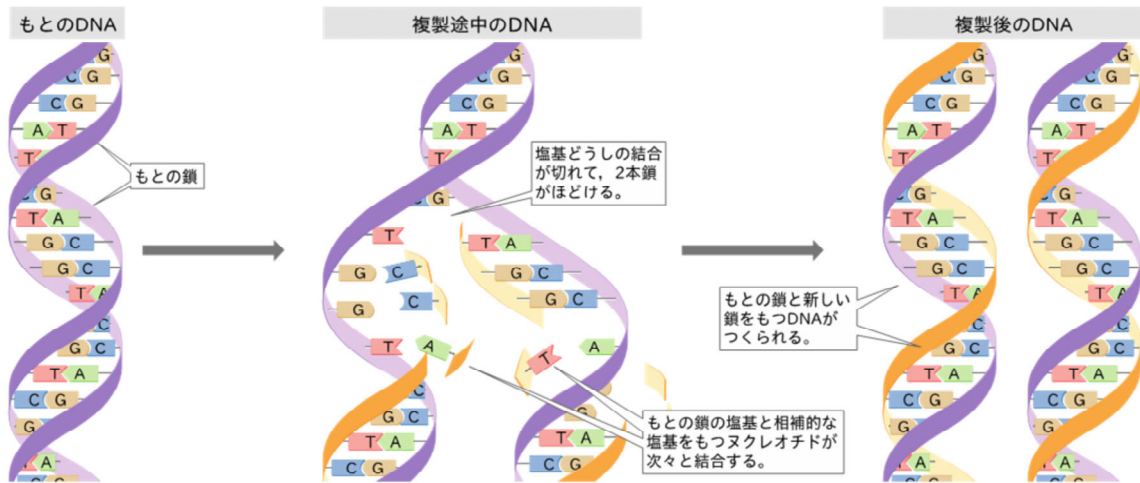 もとのDNA
複製途中のDNA
複製後のDNA
G
C G
C G
A T
T
もとの鎖
C G
T A
G C
G C
T A
C
G C
T A
C G
G
T A
C G
G
C G
C G
A T
T
塩基どうしの結合
が切れて，2本鎖
がほどける。
C G
T
T A
G C
G C
G C
G C
T A
T A
C
G
G C
T A
T A
C G
C G
もとの鎖の塩基と相補的な
塩基をもつヌクレオチドが
次々と結合する。
G
C G
C G
A T
T
C G
T A
G C
G C
T A
もとの鎖と新しい
鎖をもつDNAが
つくられる。
C
G C
T A
C G
G
T A
C G
G
C G
C G
A T
T
C G
T A
G C
G C
T A
C
G C
T A
C G
G
T A
C G